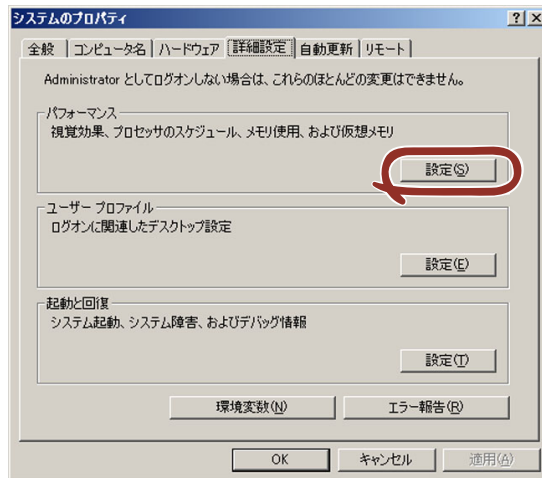 システムのプロパティ
全般 コンピュータ名 ハードウェア 詳細設定 自動更新 リモート
Administrator としてログオンしない場合は、これらのほとんどの変更はできません。
パフォーマンス
視覚効果、プロセッサのスケジュール、メモリ使用、および仮想メモリ
設定(S)
ユーザー プロファイル
ログオンに関連したデスクトップ設定
設定(E)
起動と回復
システム起動、システム障害、およびデバッグ情報
設定(T)
環境変数(N) エラー報告(R)
OK キャンセル 適用(A)